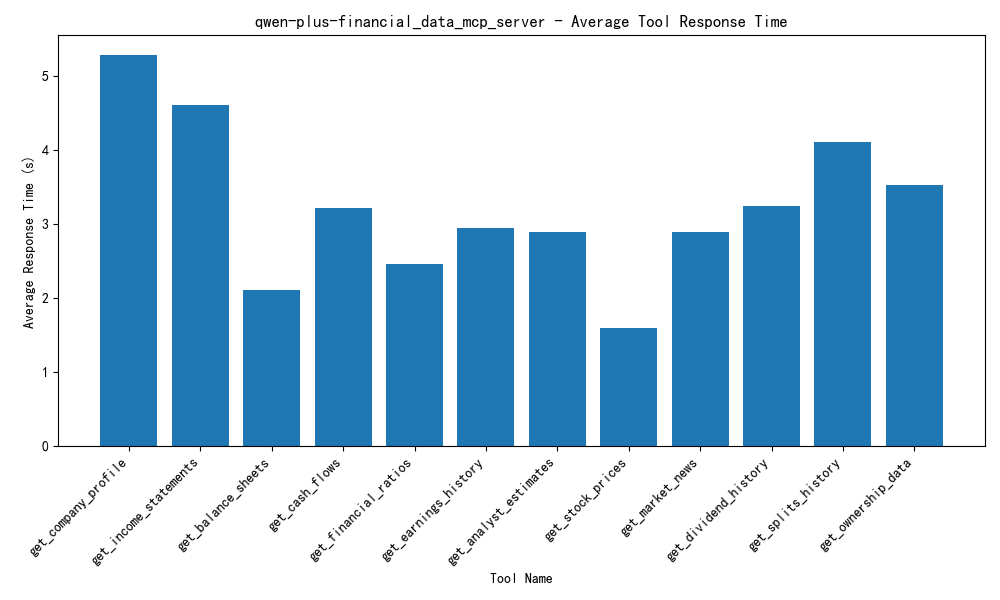 qwen-plus-financial_data_mcp_server - Average Tool Response Time
Average Response Time (s)
5
4
3
2
1
0
get_company_profile
get_income_statements
get_balance_sheets
get_cash_flows
get_financial_ratios
get_earnings_history
get_analyst_estimates
get_stock_prices
get_market_news
get_dividend_history
get_splits_history
get_ownership_data
Tool Name